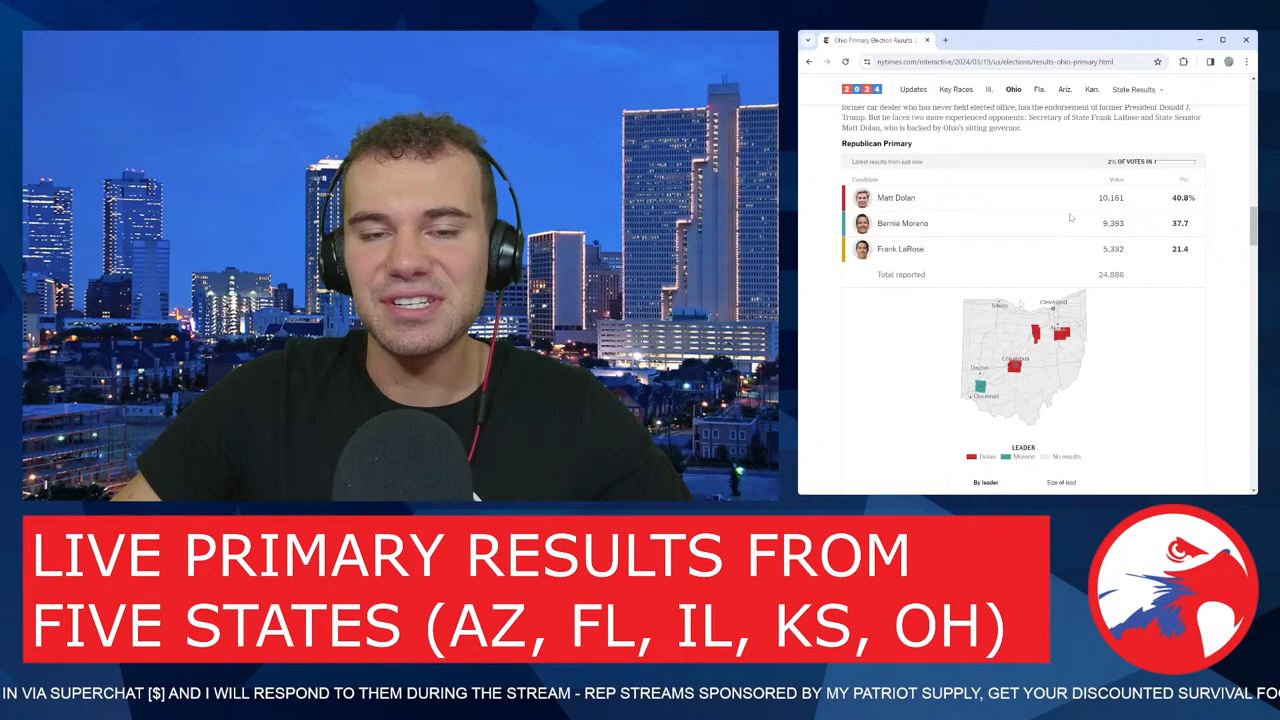 Ohio Primary Election Results
nytimes.com/interactive/2024/03/19/us/elections/results-ohio-primary.html
2024 Updates Key Races Ill. Ohio Fla. Ariz. Kan. State Results
former car dealer who has never held elected office, has the endorsement of former President Donald J.
Trump. But he faces two more experienced opponents: Secretary of State Frank LaRose and State Senator
Matt Dolan, who is backed by Ohio's sitting governor.
Republican Primary
Latest results from just now 2% OF VOTES IN
Candidate Votes Pct.
Matt Dolan 10,161 40.8%
Bernie Moreno 9,393 37.7
Frank LaRose 5,332 21.4
Total reported 24,886
Toledo
Cleveland
Columbus
Dayton
Cincinnati
LEADER
Dolan Moreno No results
By leader Size of lead
LIVE PRIMARY RESULTS FROM
FIVE STATES (AZ, FL, IL, KS, OH)
IN VIA SUPERCHAT [$] AND I WILL RESPOND TO THEM DURING THE STREAM - REP STREAMS SPONSORED BY MY PATRIOT SUPPLY, GET YOUR DISCOUNTED SURVIVAL FO